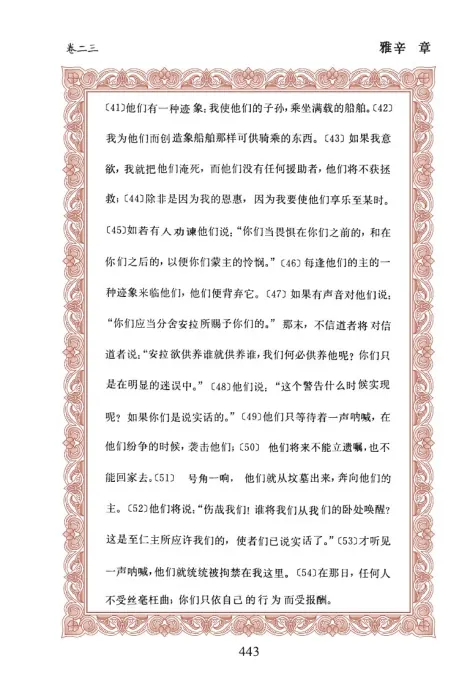 卷二三
雅辛 章
〔41〕他们有一种迹象：我使他们的子孙，乘坐满载的船舶。〔42〕
我为他们而创造象船舶那样可供骑乘的东西。〔43〕如果我意
欲，我就把他们淹死，而他们没有任何援助者，他们将不获拯
救；〔44〕除非是因为我的恩惠，因为我要使他们享乐至某时。
〔45〕如若有人劝谏他们说：“你们当畏惧在你们之前的，和在
你们之后的，以便你们蒙主的怜悯。”〔46〕每逢他们的主的一
种迹象来临他们，他们便背弃它。〔47〕如果有声音对他们说：
“你们应当分舍安拉所赐予你们的。”那末，不信道者将对信
道者说：“安拉欲供养谁就供养谁，我们何必供养他呢？你们只
是在明显的迷误中。”〔48〕他们说：“这个警告什么时候实现
呢？如果你们是说实话的。”〔49〕他们只等待着一声呐喊，在
他们纷争的时候，袭击他们；〔50〕他们将来不能立遗嘱，也不
能回家去。〔51〕号角一响，他们就从坟墓出来，奔向他们的
主。〔52〕他们将说：“伤哉我们！谁将我们从我们的卧处唤醒？
这是至仁主所应许我们的，使者们已说实话了。”〔53〕才听见
一声呐喊，他们就统统被拘禁在我这里。〔54〕在那日，任何人
不受丝毫枉曲；你们只依自己的行为而受报酬。
443